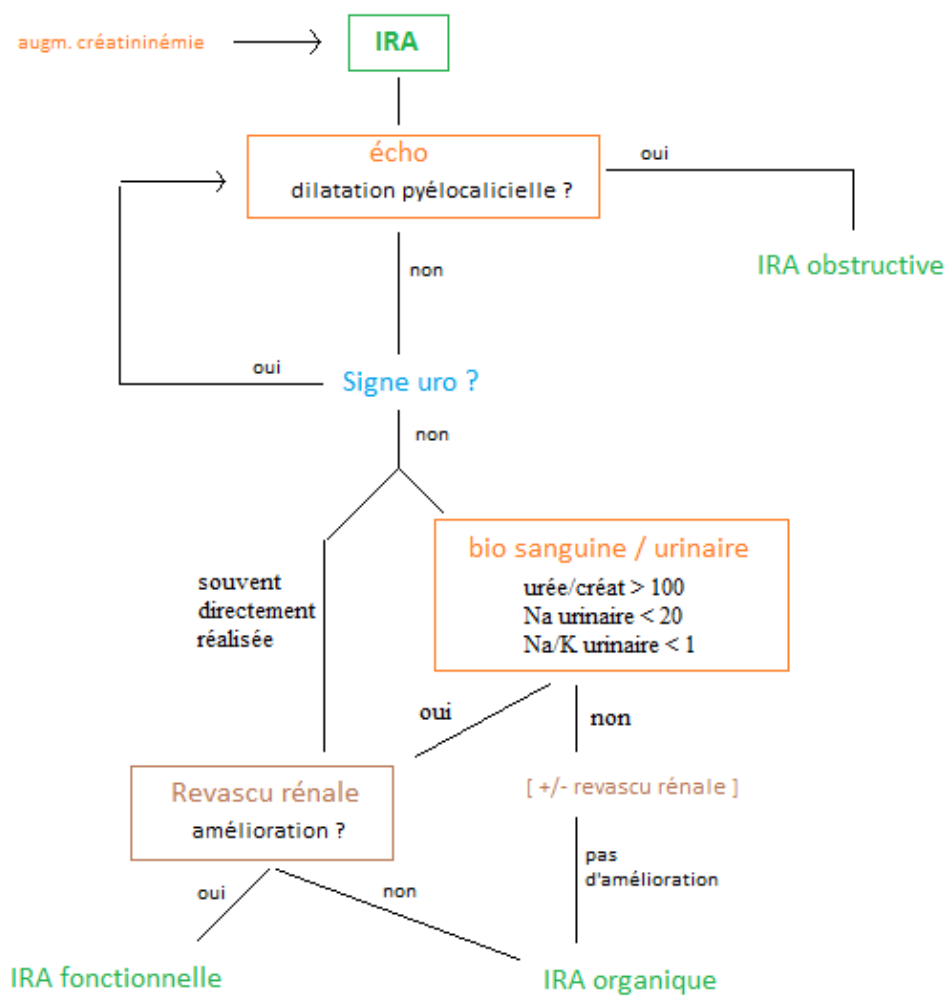 augm. créatininémie
IRA
écho
dilatation pyélocalicielle ?
oui
IRA obstructive
non
oui
Signe uro ?
non
bio sanguine / urinaire
urée/créat > 100
Na urinaire < 20
Na/K urinaire < 1
souvent
directement
réalisée
oui
non
Revascu rénale
amélioration ?
[ +/- revascu rénale ]
pas
d'amélioration
oui
non
IRA fonctionnelle
IRA organique